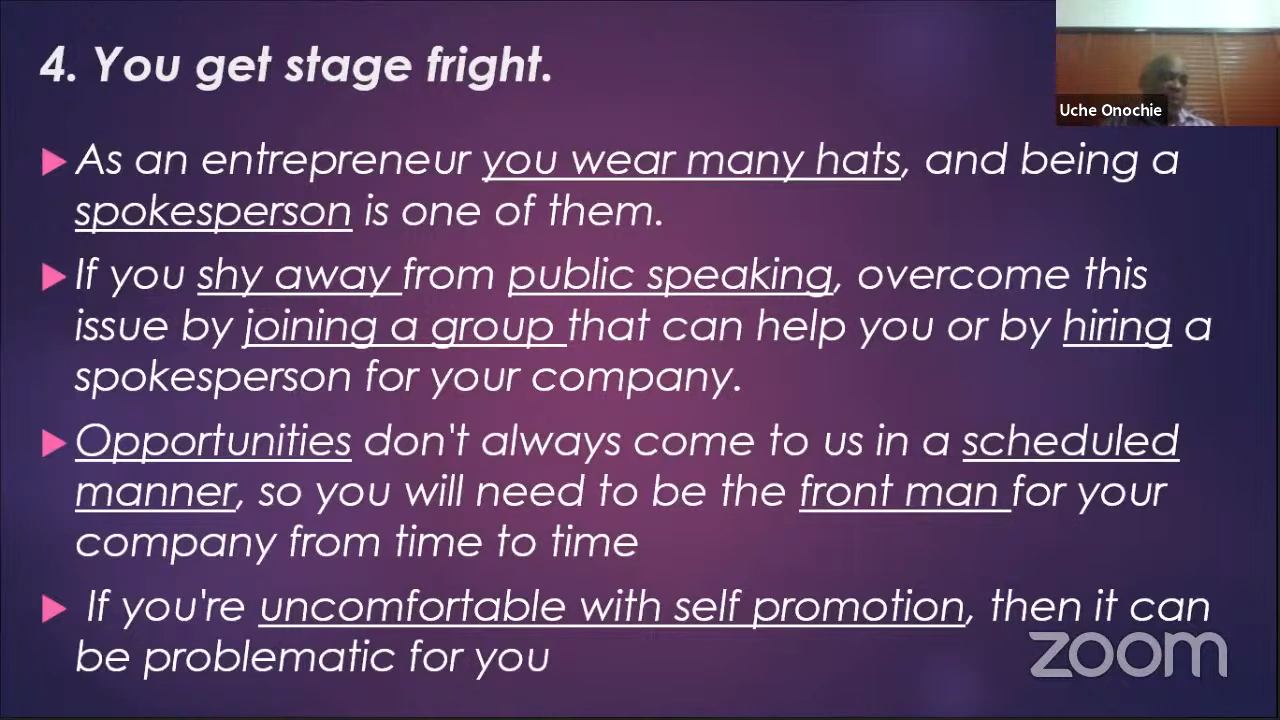 4. You get stage fright.
Uche Onochie
As an entrepreneur you wear many hats, and being a
spokesperson is one of them.
If you shy away from public speaking, overcome this
issue by joining a group that can help you or by hiring a
spokesperson for your company.
Opportunities don't always come to us in a scheduled
manner, so you will need to be the front man for your
company from time to time
If you're uncomfortable with self promotion, then it can
be problematic for you
zoom